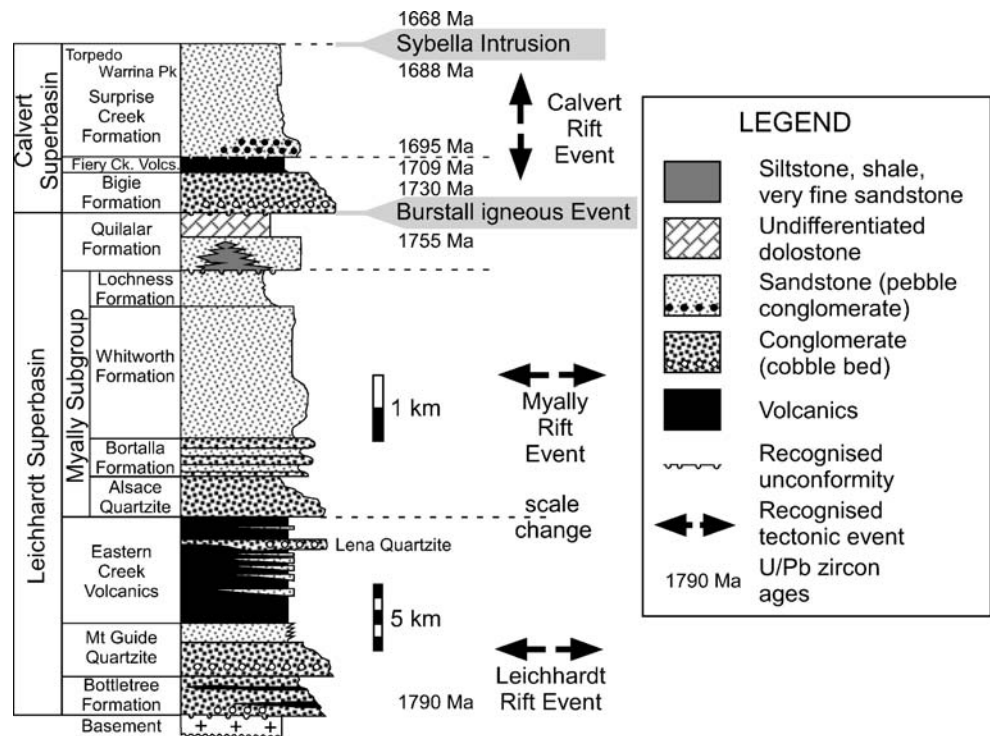 1668 Ma
Sybella Intrusion
1688 Ma
Calvert
Rift
Event
1695 Ma
1709 Ma
1730 Ma
Burstall igneous Event
1755 Ma
Calvert
Superbasin
Torpedo
Warrina Pk
Surprise
Creek
Formation
Fiery Ck. Volcs.
Bigie
Formation
Leichhardt Superbasin
Quilalar
Formation
Myally Subgroup
Lochness
Formation
Whitworth
Formation
Bortalla
Formation
Alsace
Quartzite
Eastern
Creek
Volcanics
Lena Quartzite
Mt Guide
Quartzite
Bottletree
Formation
Basement
1 km
Myally
Rift
Event
scale
change
5 km
Leichhardt
Rift Event
1790 Ma
LEGEND
Siltstone, shale,
very fine sandstone
Undifferentiated
dolostone
Sandstone (pebble
conglomerate)
Conglomerate
(cobble bed)
Volcanics
Recognised
unconformity
Recognised
tectonic event
1790 Ma U/Pb zircon
ages